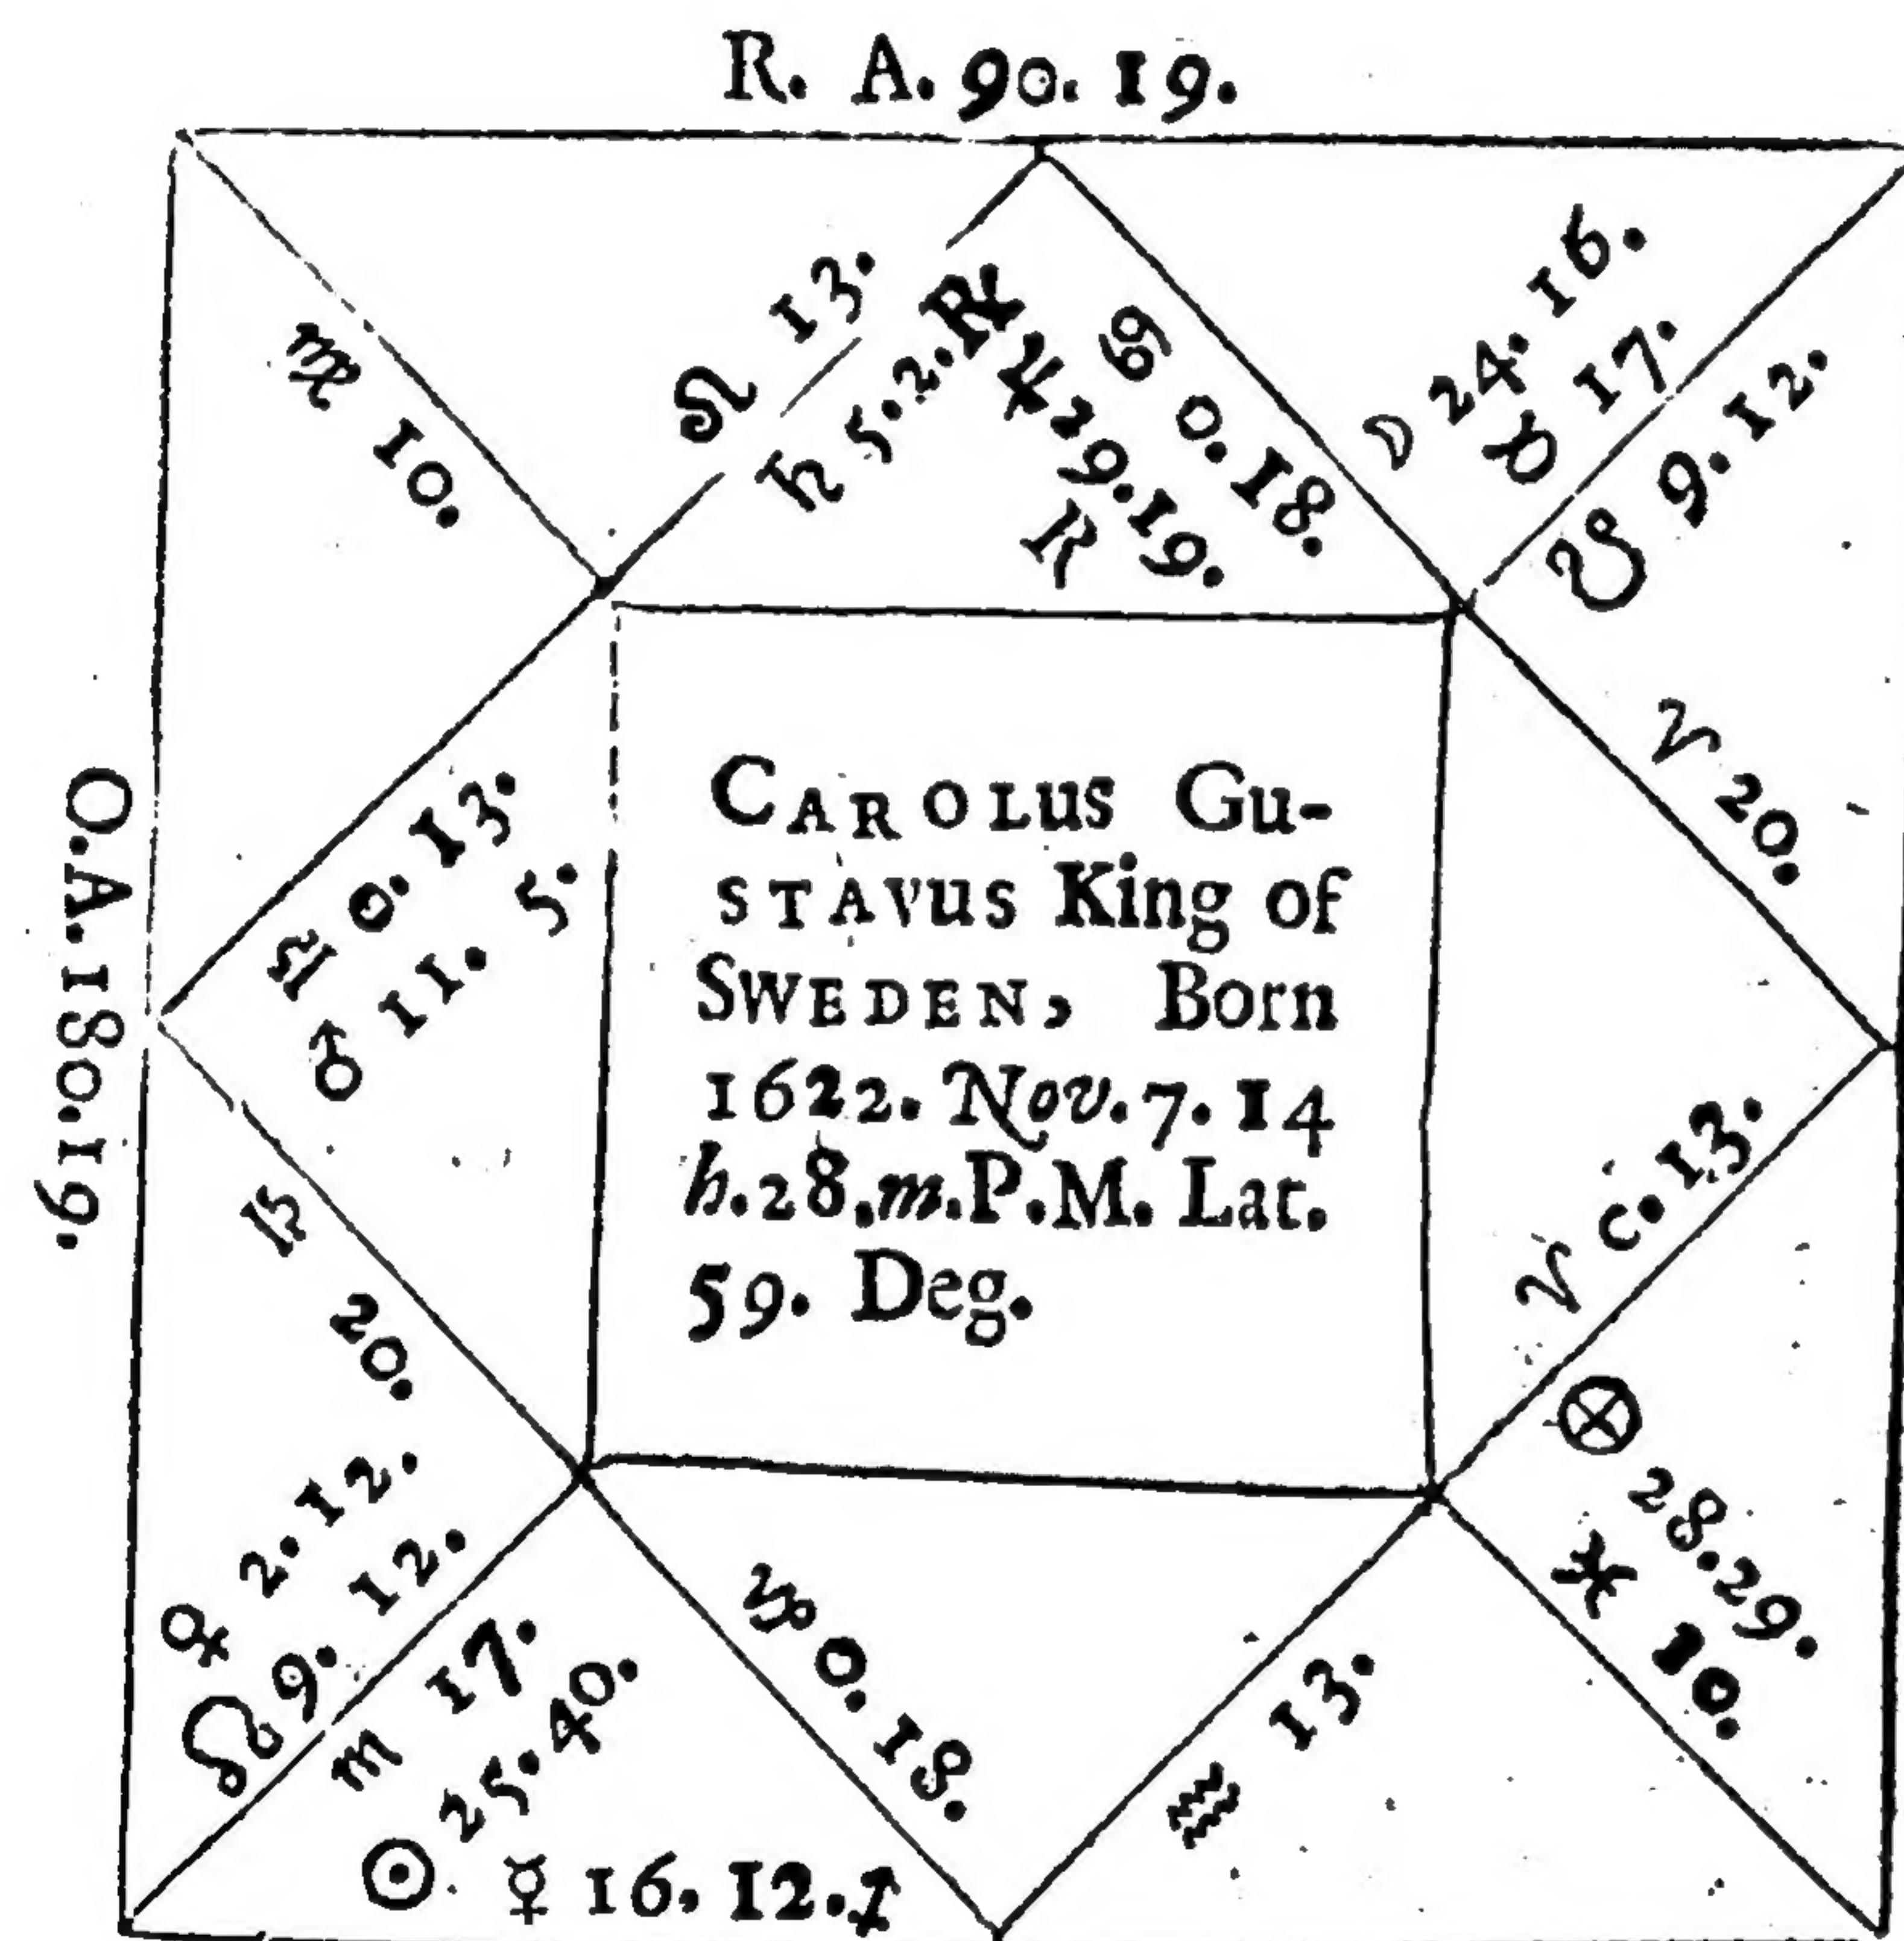 R. A. 90. 19.
♍ 10.
♌ 13.
♄ 5. 2. ℞
♃ 29. 19.
R
♋ 0. 18.
☽ 24. 16.
♉ 17.
☋ 9. 12.
♈ 20.
O. A. 180. 19.
♎ 0. 13.
♂ 11. 5.
CAROLUS Gu-
STAVUS King of
SWEDEN, Born
1622. Nov. 7. 14
h. 28. m. P. M. Lat.
59. Deg.
♈ 0. 13.
♎ 20.
♀ 2. 12.
☊ 9. 12.
♏ 17.
☉ 25. 40.
☿ 16. 12. ♐
♑ 0. 18.
♒ 13.
⊗ 28. 29.
♓ 10.